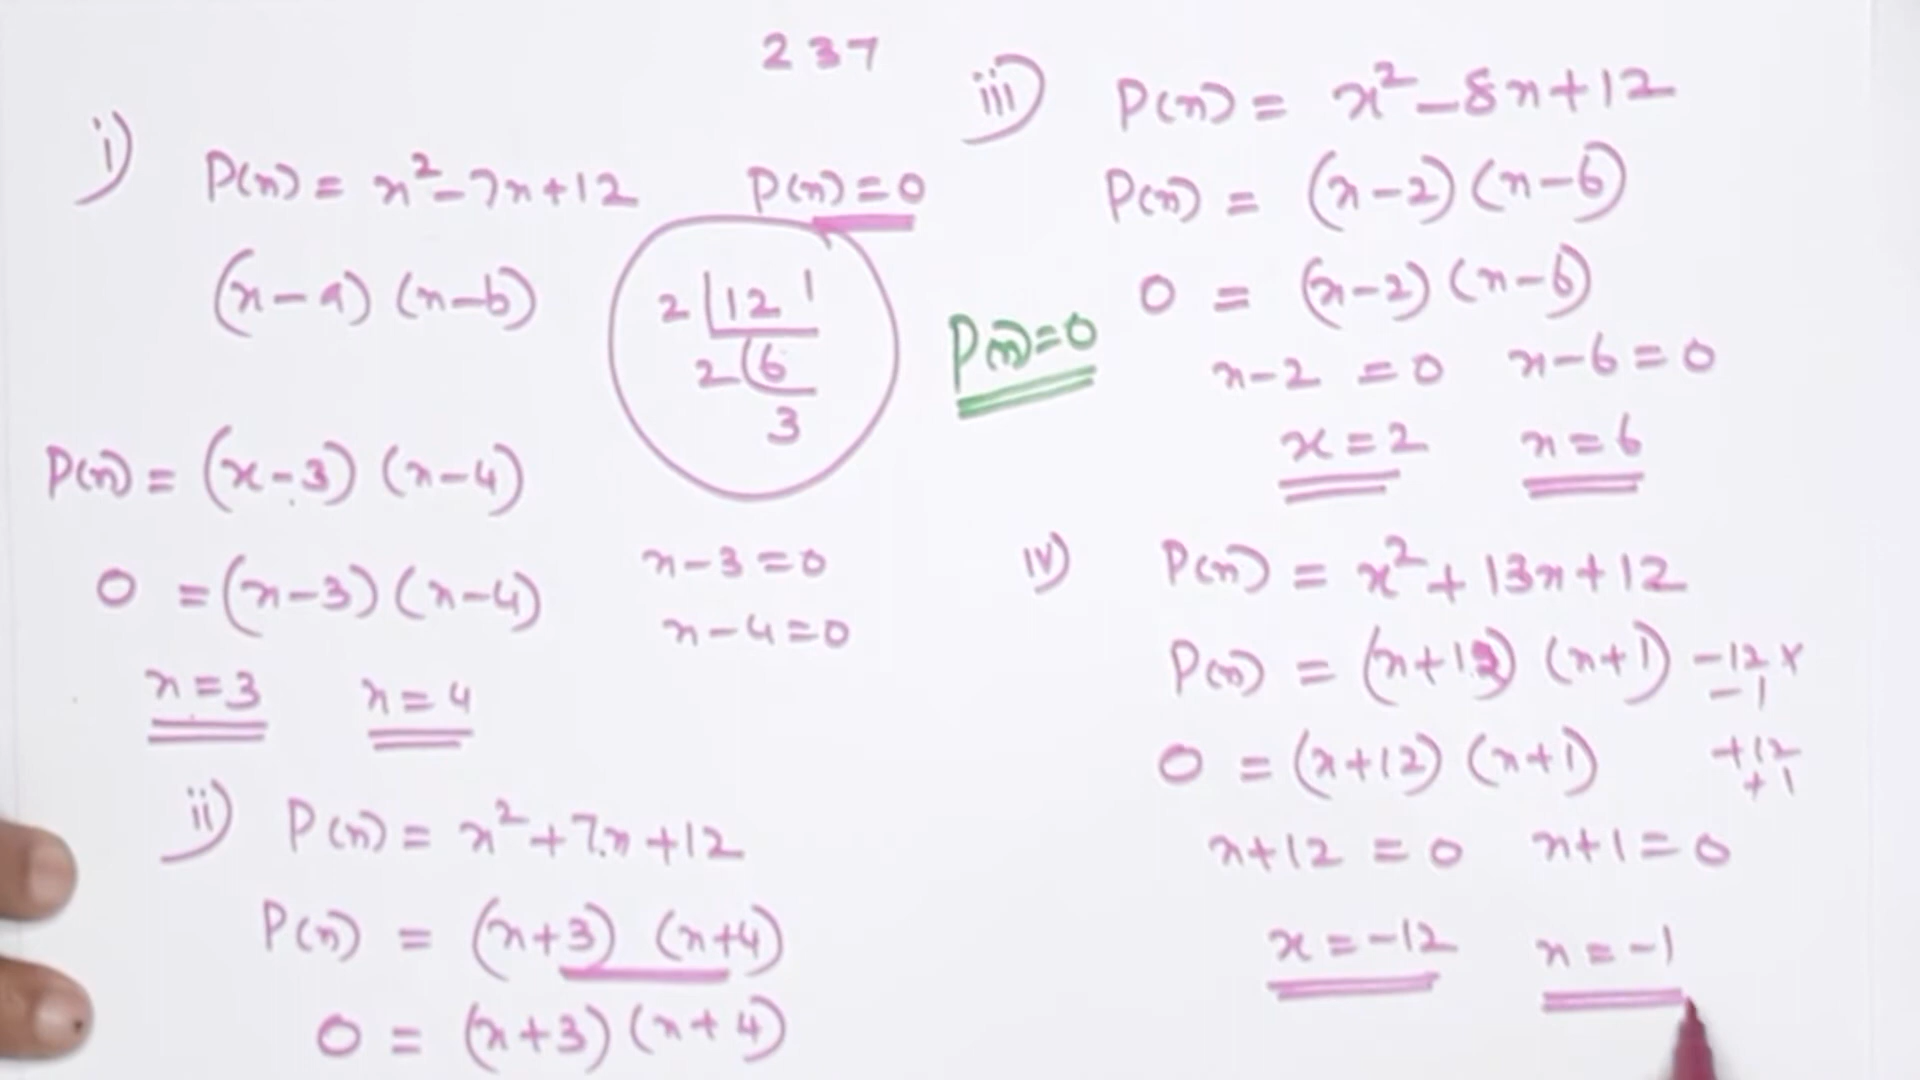 237
i)
P(x) = x² - 7x + 12
P(x) = 0
(x - a) (x - b)
2 | 12 1
2 | 6
3
P(x) = (x - 3) (x - 4)
0 = (x - 3) (x - 4)
x - 3 = 0
x - 4 = 0
x = 3 x = 4
ii) P(x) = x² + 7x + 12
P(x) = (x + 3) (x + 4)
0 = (x + 3) (x + 4)
iii) P(x) = x² - 8x + 12
P(x) = (x - 2) (x - 6)
0 = (x - 2) (x - 6)
P(x) = 0
x - 2 = 0 x - 6 = 0
x = 2 x = 6
iv) P(x) = x² + 13x + 12
P(x) = (x + 12) (x + 1) -12 x
-1
0 = (x + 12) (x + 1) +12
+1
x + 12 = 0 x + 1 = 0
x = -12 x = -1